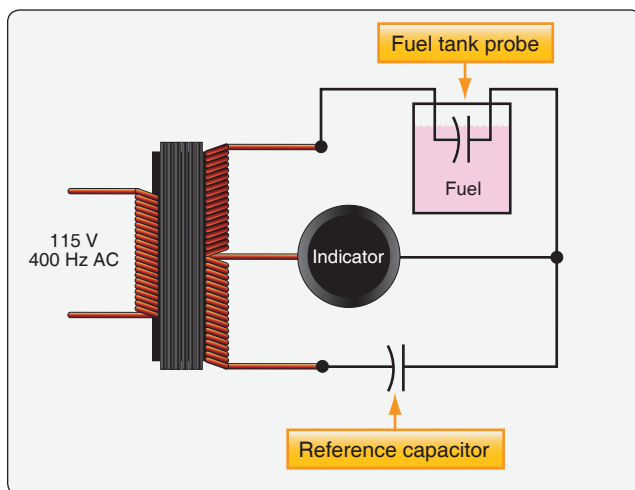 Fuel tank probe
Fuel
115 V
400 Hz AC
Indicator
Reference capacitor